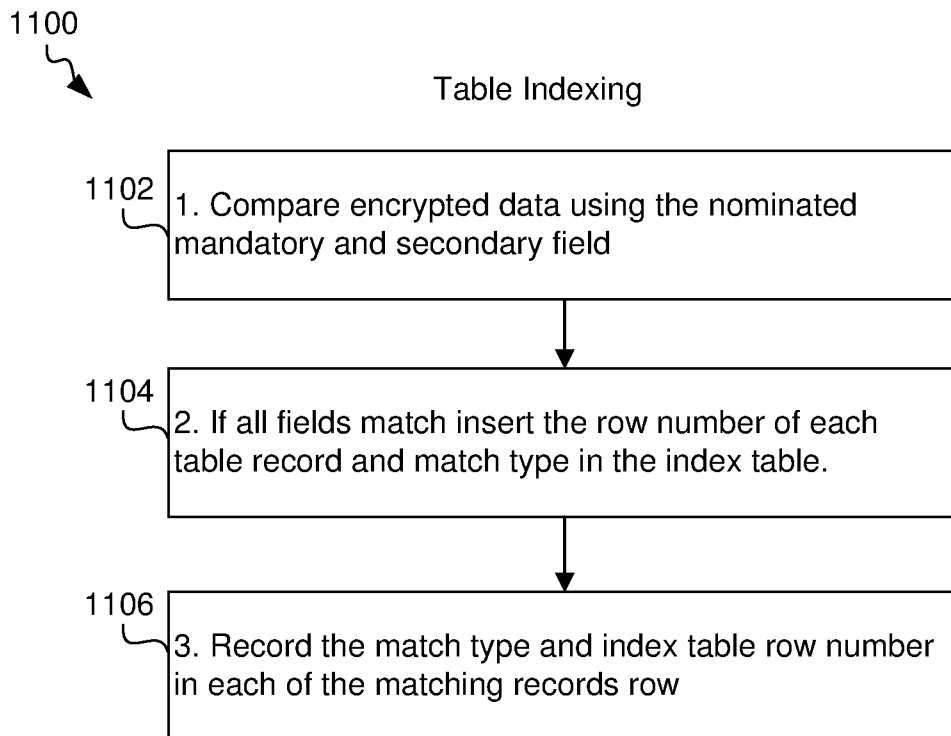 1100
Table Indexing
1102
1. Compare encrypted data using the nominated
mandatory and secondary field
1104
2. If all fields match insert the row number of each
table record and match type in the index table.
1106
3. Record the match type and index table row number
in each of the matching records row